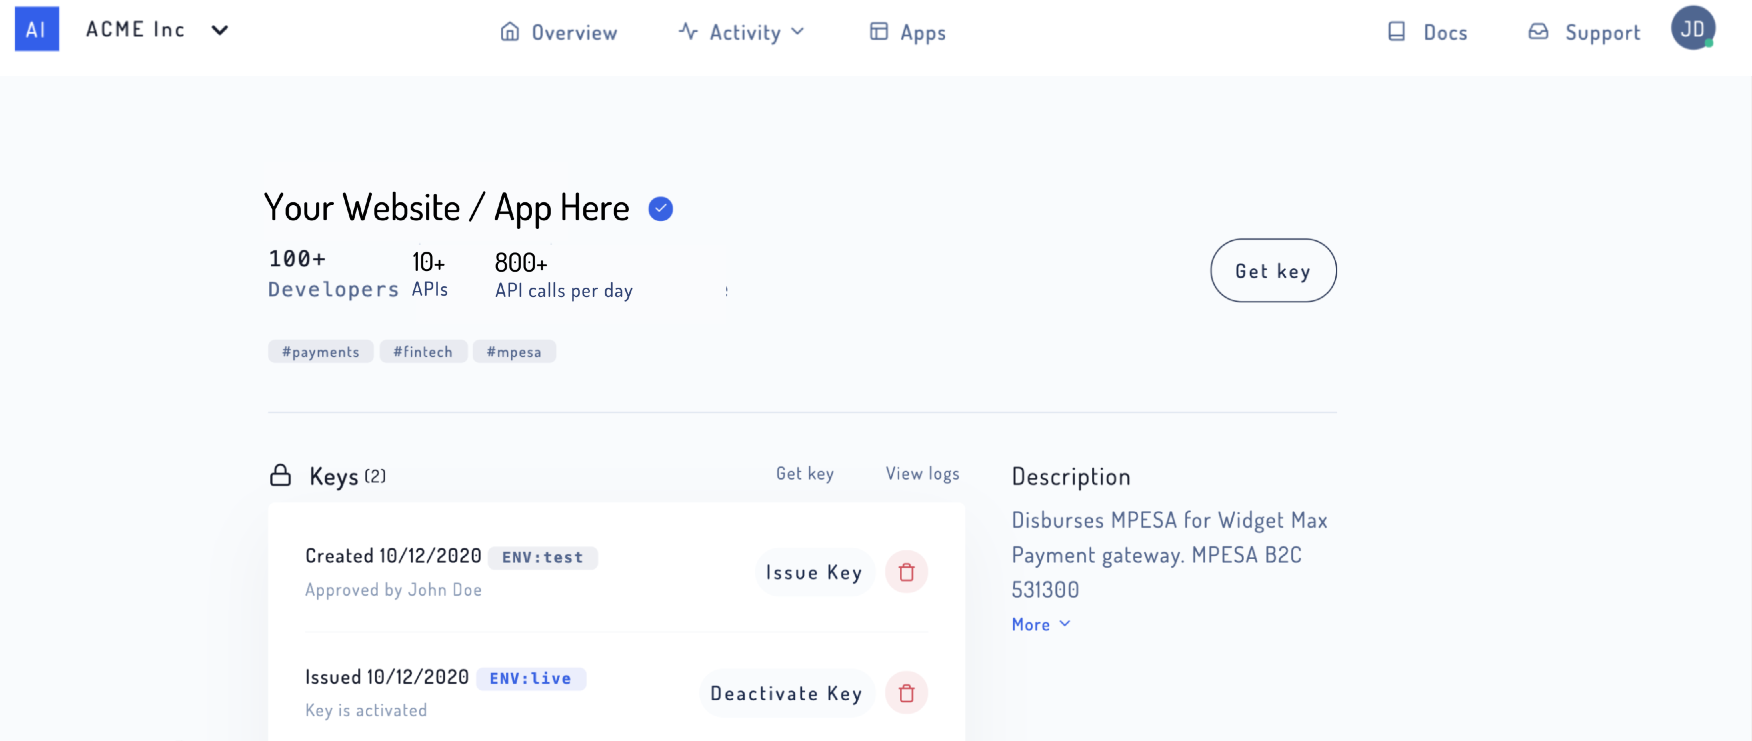 AI ACME Inc Overview Activity Apps Docs Support JD
Your Website / App Here
100+ 10+ 800+
Developers APIs API calls per day
Get key
#payments #fintech #mpesa
Keys (2) Get key View logs
Created 10/12/2020 ENV:test
Approved by John Doe
Issue Key
Issued 10/12/2020 ENV:live
Key is activated
Deactivate Key
Description
Disburses MPESA for Widget Max
Payment gateway. MPESA B2C
531300
More